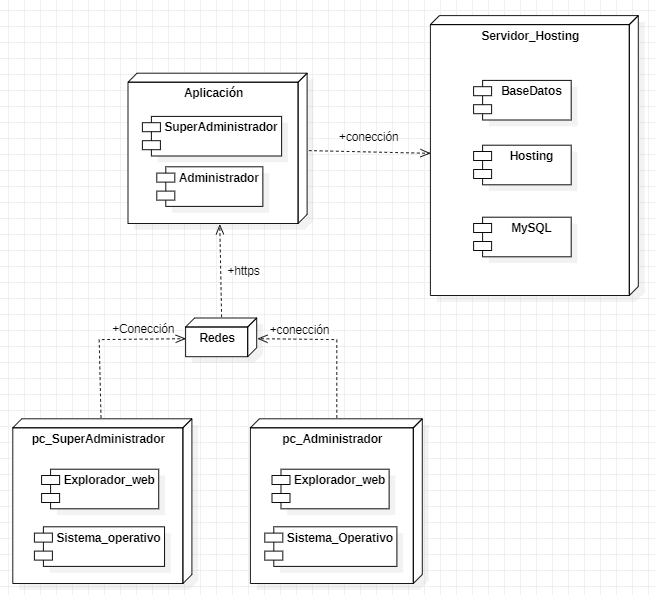 Servidor_Hosting
BaseDatos
Hosting
MySQL
Aplicación
SuperAdministrador
Administrador
+conección
+https
Redes
+Conección
+conección
pc_SuperAdministrador
Explorador_web
Sistema_operativo
pc_Administrador
Explorador_web
Sistema_Operativo